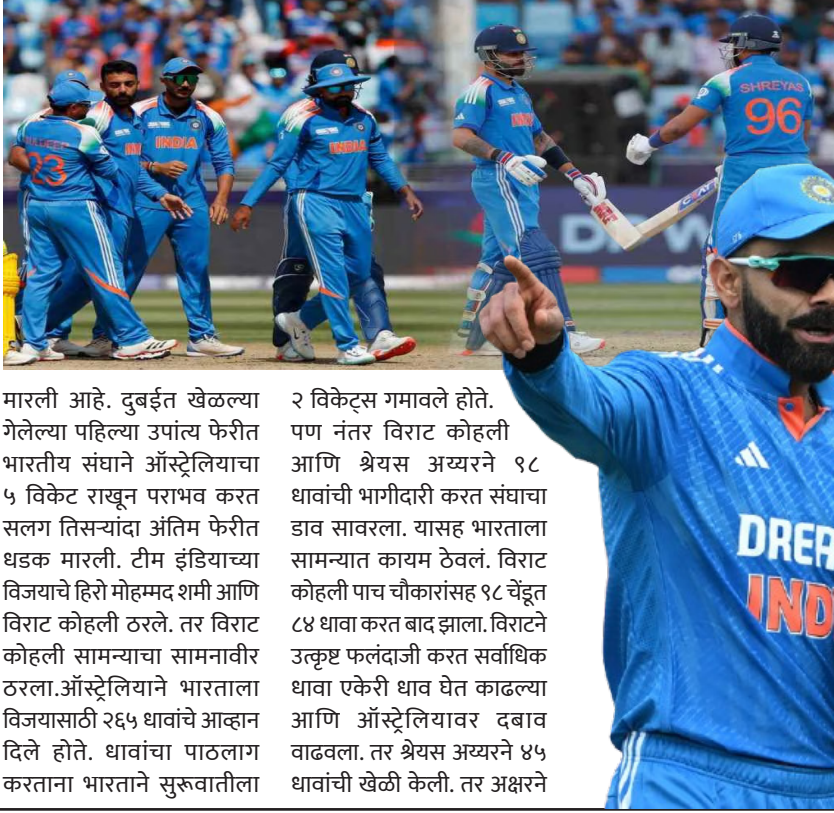 SHREYAS
96
23
INDIA
INDIA
DP W
DREA
IND
मारली आहे. दुबईत खेळल्या
गेलेल्या पहिल्या उपांत्य फेरीत
भारतीय संघाने ऑस्ट्रेलियाचा
५ विकेट राखून पराभव करत
सलग तिसऱ्यांदा अंतिम फेरीत
धडक मारली. टीम इंडियाच्या
विजयाचे हिरो मोहम्मद शमी आणि
विराट कोहली ठरले. तर विराट
कोहली सामन्याचा सामनावीर
ठरला.ऑस्ट्रेलियाने भारताला
विजयासाठी २६५ धावांचे आव्हान
दिले होते. धावांचा पाठलाग
करताना भारताने सुरूवातीला
२ विकेट्स गमावले होते.
पण नंतर विराट कोहली
आणि श्रेयस अय्यरने ९८
धावांची भागीदारी करत संघाचा
डाव सावरला. यासह भारताला
सामन्यात कायम ठेवलं. विराट
कोहली पाच चौकारांसह ९८ चेंडूत
८४ धावा करत बाद झाला. विराटने
उत्कृष्ट फलंदाजी करत सर्वाधिक
धावा एकेरी धाव घेत काढल्या
आणि ऑस्ट्रेलियावर दबाव
वाढवला. तर श्रेयस अय्यरने ४५
धावांची खेळी केली. तर अक्षरने